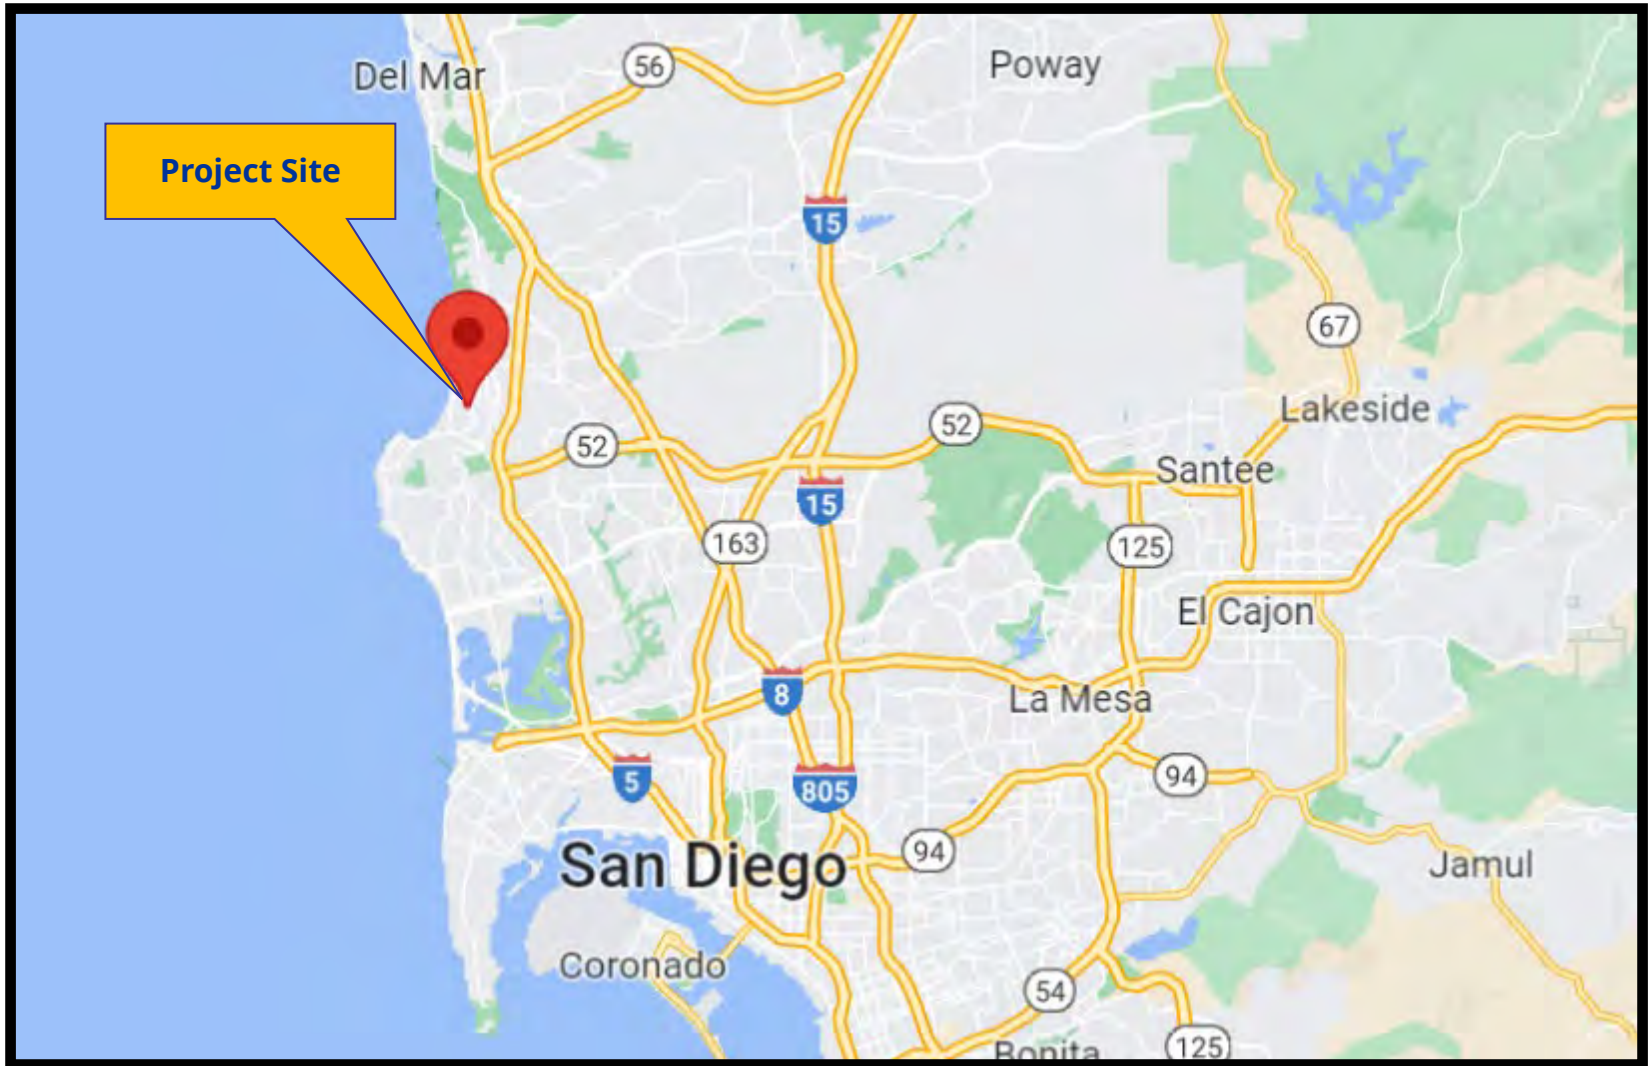 Del Mar
56
Poway
Project Site
15
67
52
52
Lakeside
Santee
15
163
125
El Cajon
8
La Mesa
5
805
94
94
San Diego
Jamul
Coronado
54
Bonita
125